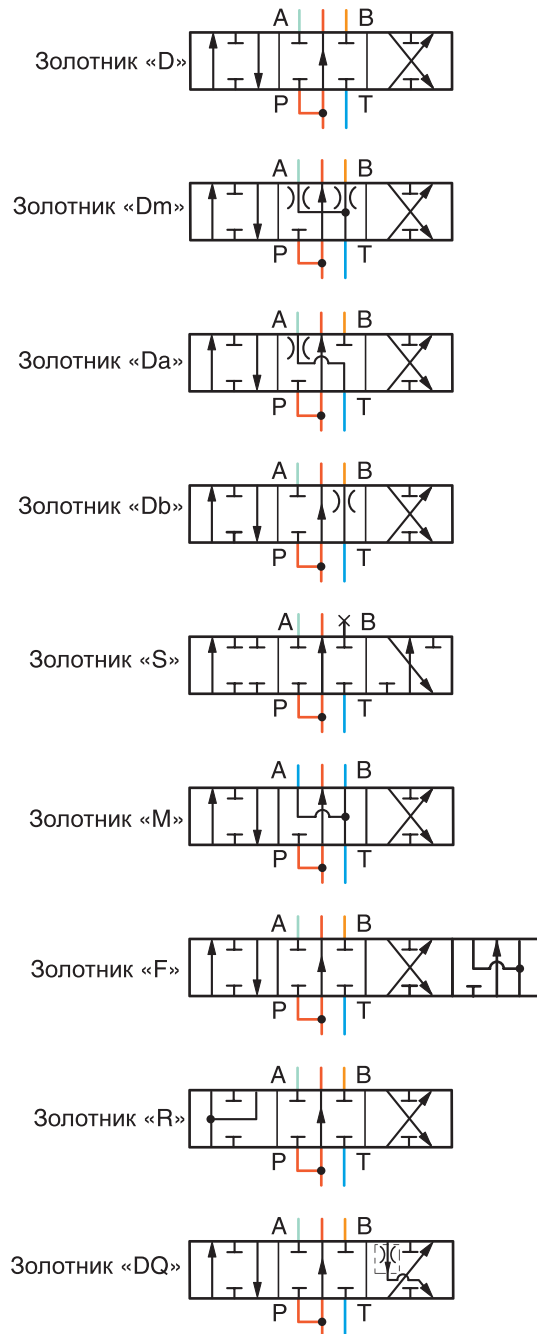 A B
Золотник «D»
P T
A B
Золотник «Dm»
P T
A B
Золотник «Da»
P T
A B
Золотник «Db»
P T
A B
Золотник «S»
P T
A B
Золотник «M»
P T
A B
Золотник «F»
P T
A B
Золотник «R»
P T
A B
Золотник «DQ»
P T